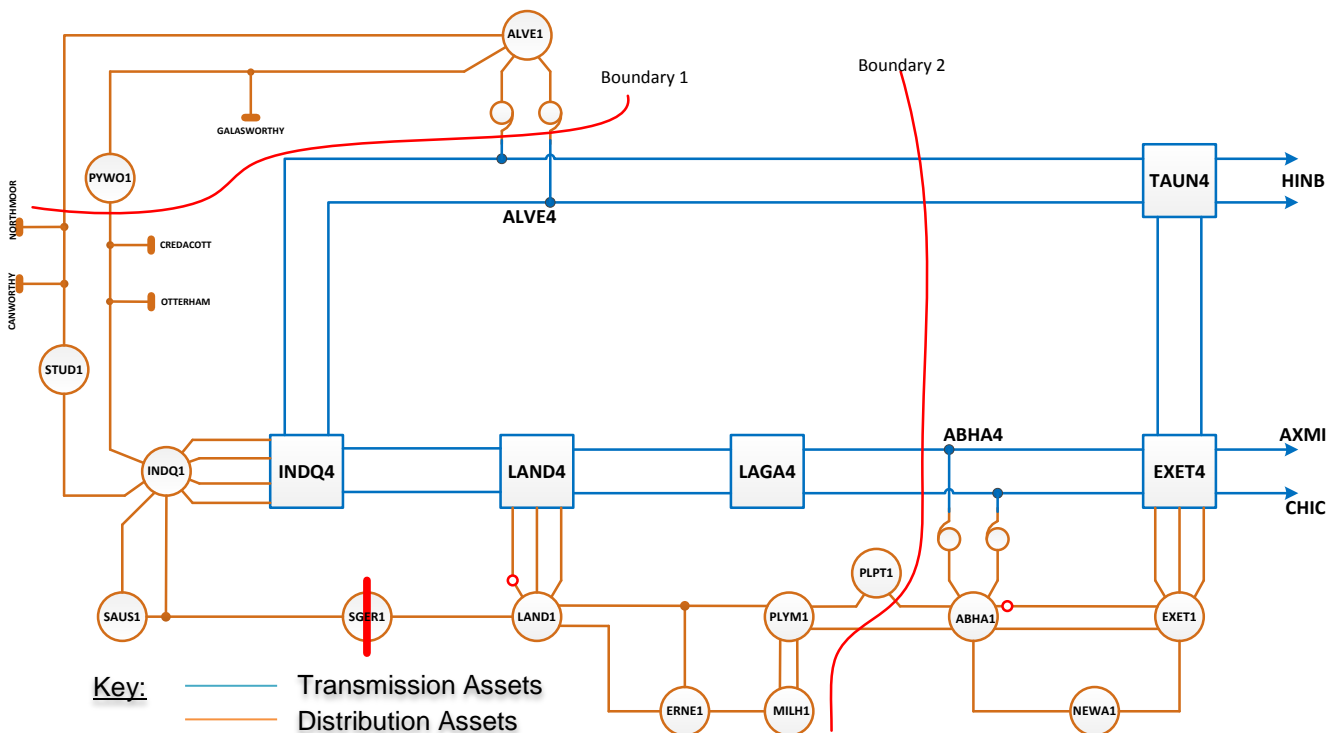 ALVE1
Boundary 1
Boundary 2
GALASWORTHY
PYWO1
TAUN4
HINB
NORTHMOOR
ALVE4
CREDACOTT
CANWORTHY
OTTERHAM
STUD1
ABHA4
AXMI
INDQ1
INDQ4
LAND4
LAGA4
EXET4
CHIC
PLPT1
SAUS1
SGER1
LAND1
PLYM1
ABHA1
EXET1
Key:
Transmission Assets
Distribution Assets
ERNE1
MILH1
NEWA1